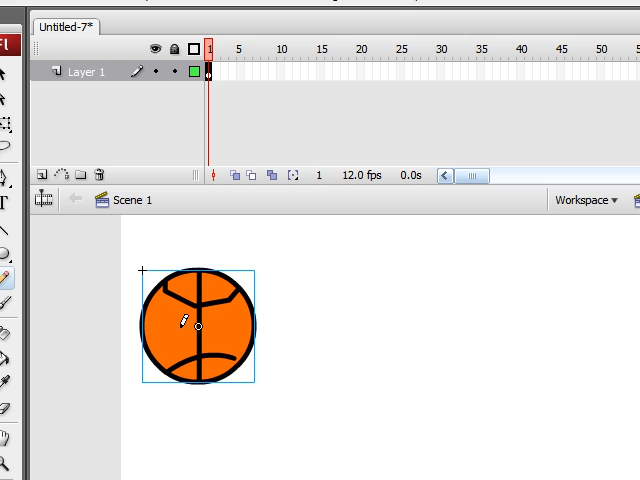 Fl
Untitled-7*
1 5 10 15 20 25 30 35 40 45 50
Layer 1
1 12.0 fps 0.0s
Scene 1 Workspace
T